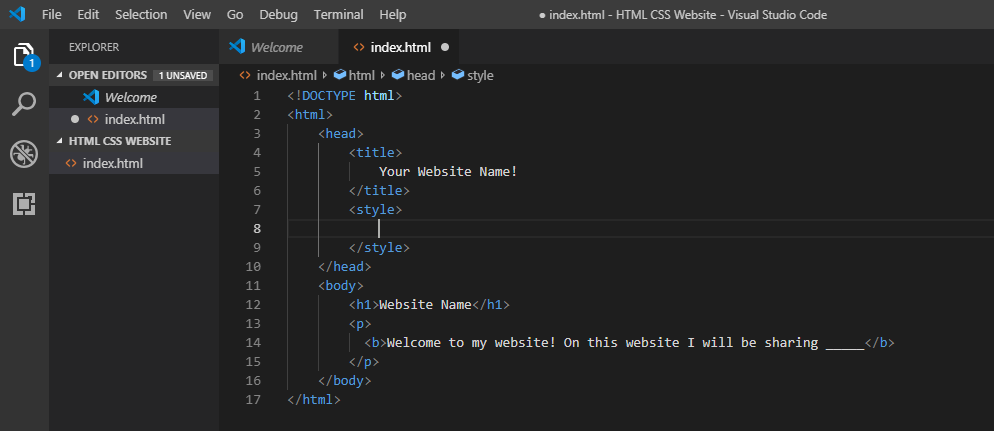 File Edit Selection View Go Debug Terminal Help ● index.html - HTML CSS Website - Visual Studio Code
EXPLORER
OPEN EDITORS 1 UNSAVED
Welcome
● index.html
HTML CSS WEBSITE
<> index.html
1
Welcome <> index.html ●
<> index.html › html › head › style
1 <!DOCTYPE html>
2 <html>
3     <head>
4         <title>
5             Your Website Name!
6         </title>
7         <style>
8
9         </style>
10     </head>
11     <body>
12         <h1>Website Name</h1>
13         <p>
14           <b>Welcome to my website! On this website I will be sharing _____</b>
15         </p>
16     </body>
17 </html>